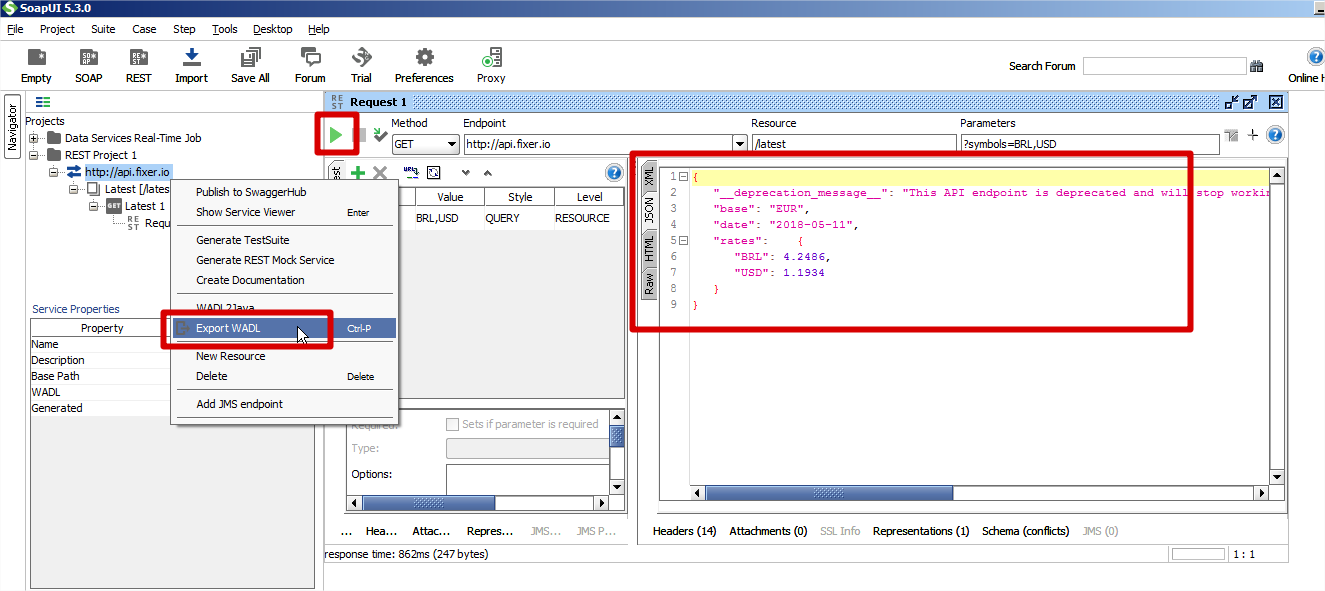 SoapUI 5.3.0
File Project Suite Case Step Tools Desktop Help
Empty SOAP REST Import Save All Forum Trial Preferences Proxy Search Forum Online H
Navigator
Projects
Data Services Real-Time Job
REST Project 1
http://api.fixer.io
Latest [/lates
Latest 1
Requ
Publish to SwaggerHub
Show Service Viewer Enter
Generate TestSuite
Generate REST Mock Service
Create Documentation
WADL2Java
Export WADL Ctrl-P
New Resource
Delete Delete
Add JMS endpoint
Service Properties
Property
Name
Description
Base Path
WADL
Generated
REST Request 1
Method Endpoint Resource Parameters
GET http://api.fixer.io /latest ?symbols=BRL,USD
Value Style Level
BRL,USD QUERY RESOURCE
Required: Sets if parameter is required
Type:
Options:
... Hea... Attac... Repres... JMS... JMS P...
XML
JSON
HTML
Raw
1 {
2 "__deprecation_message__": "This API endpoint is deprecated and will stop workin
3 "base": "EUR",
4 "date": "2018-05-11",
5 "rates": {
6 "BRL": 4.2486,
7 "USD": 1.1934
8 }
9 }
Headers (14) Attachments (0) SSL Info Representations (1) Schema (conflicts) JMS (0)
response time: 862ms (247 bytes) 1 : 1